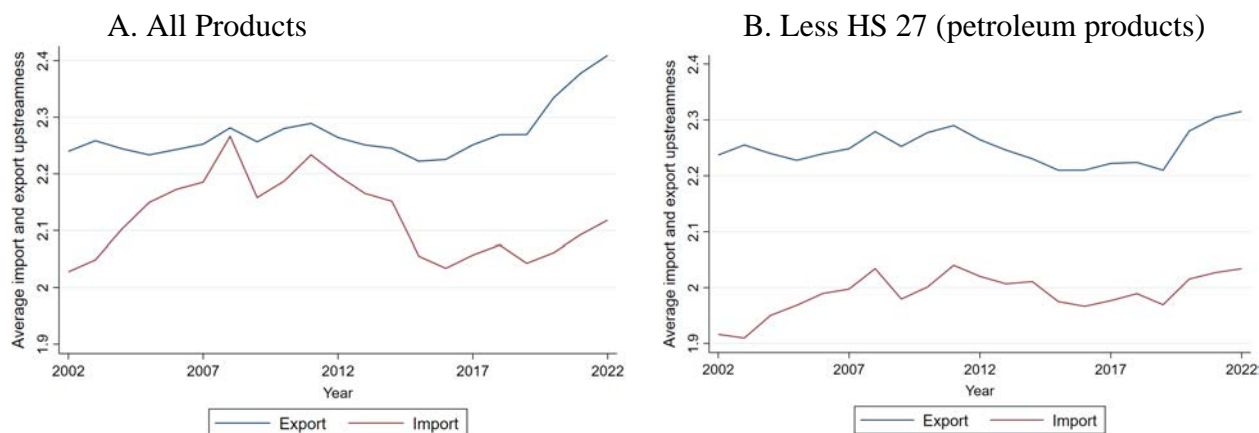 A. All Products
Average import and export upstreamness
2.4
2.3
2.2
2.1
2
1.9
2002
2007
2012
2017
2022
Year
Export
Import
B. Less HS 27 (petroleum products)
Average import and export upstreamness
2.4
2.3
2.2
2.1
2
1.9
2002
2007
2012
2017
2022
Year
Export
Import